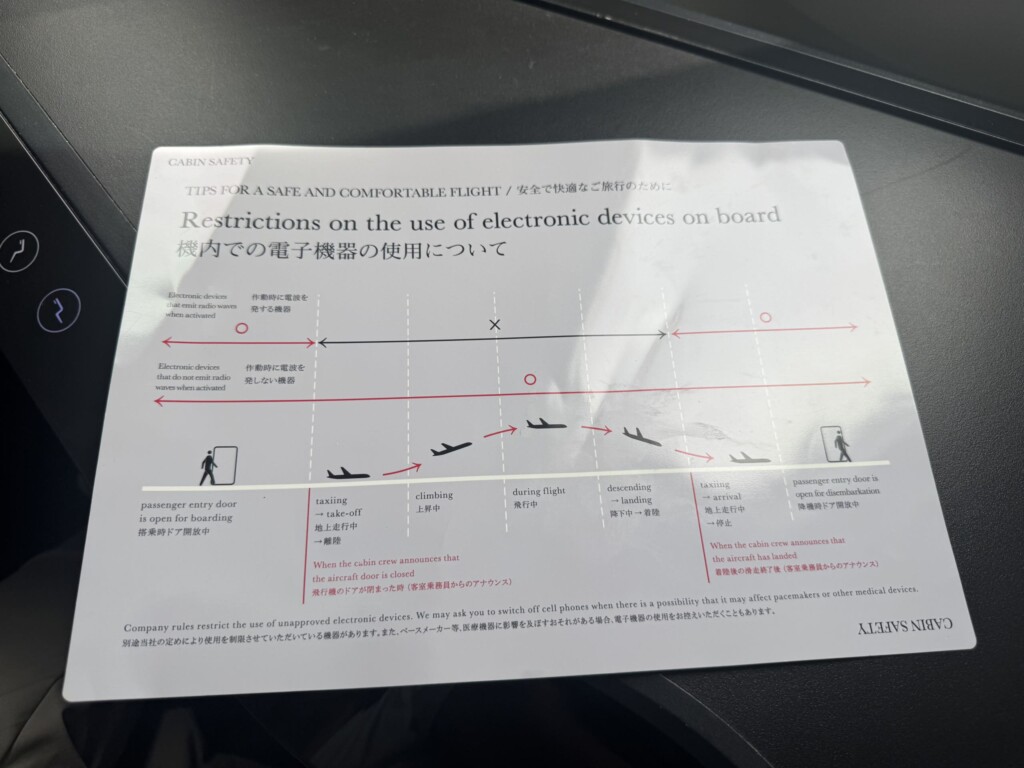 CABIN SAFETY
TIPS FOR A SAFE AND COMFORTABLE FLIGHT / 安全で快適なご旅行のために
Restrictions on the use of electronic devices on board
機内での電子機器の使用について
Electronic devices
that emit radio waves
when activated
作動時に電波を
発する機器
○
×
○
Electronic devices
that do not emit radio
waves when activated
作動時に電波を
発しない機器
○
passenger entry door
is open for boarding
搭乗時ドア開放中
taxiing
→ take-off
地上走行中
→離陸
climbing
上昇中
during flight
飛行中
descending
→ landing
降下中 → 着陸
taxiing
→ arrival
地上走行中
→停止
passenger entry door is
open for disembarkation
降機時ドア開放中
When the cabin crew announces that
the aircraft door is closed
飛行機のドアが閉まった時（客室乗務員からのアナウンス）
When the cabin crew announces that
the aircraft has landed
着陸後の滑走終了後（客室乗務員からのアナウンス）
Company rules restrict the use of unapproved electronic devices. We may ask you to switch off cell phones when there is a possibility that it may affect pacemakers or other medical devices.
別途当社の定めにより使用を制限させていただいている機器があります。また、ペースメーカー等、医療機器に影響を及ぼすおそれがある場合、電子機器の使用をお控えいただくこともあります。
CABIN SAFETY